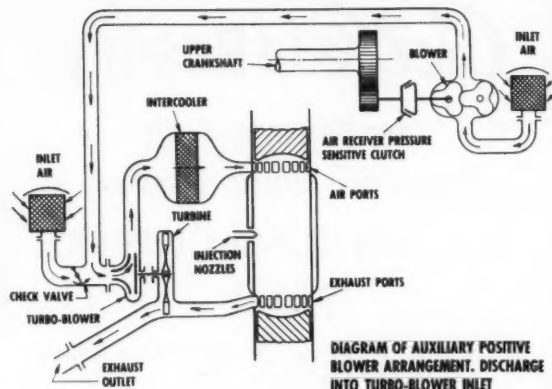 UPPER
CRANKSHAFT
BLOWER
INLET
AIR
INTERCOOLER
AIR RECEIVER PRESSURE
SENSITIVE CLUTCH
INLET
AIR
TURBINE
AIR PORTS
INJECTION
NOZZLES
CHECK VALVE
TURBO-BLOWER
EXHAUST PORTS
EXHAUST
OUTLET
DIAGRAM OF AUXILIARY POSITIVE
BLOWER ARRANGEMENT. DISCHARGE
INTO TURBO-BLOWER INLET